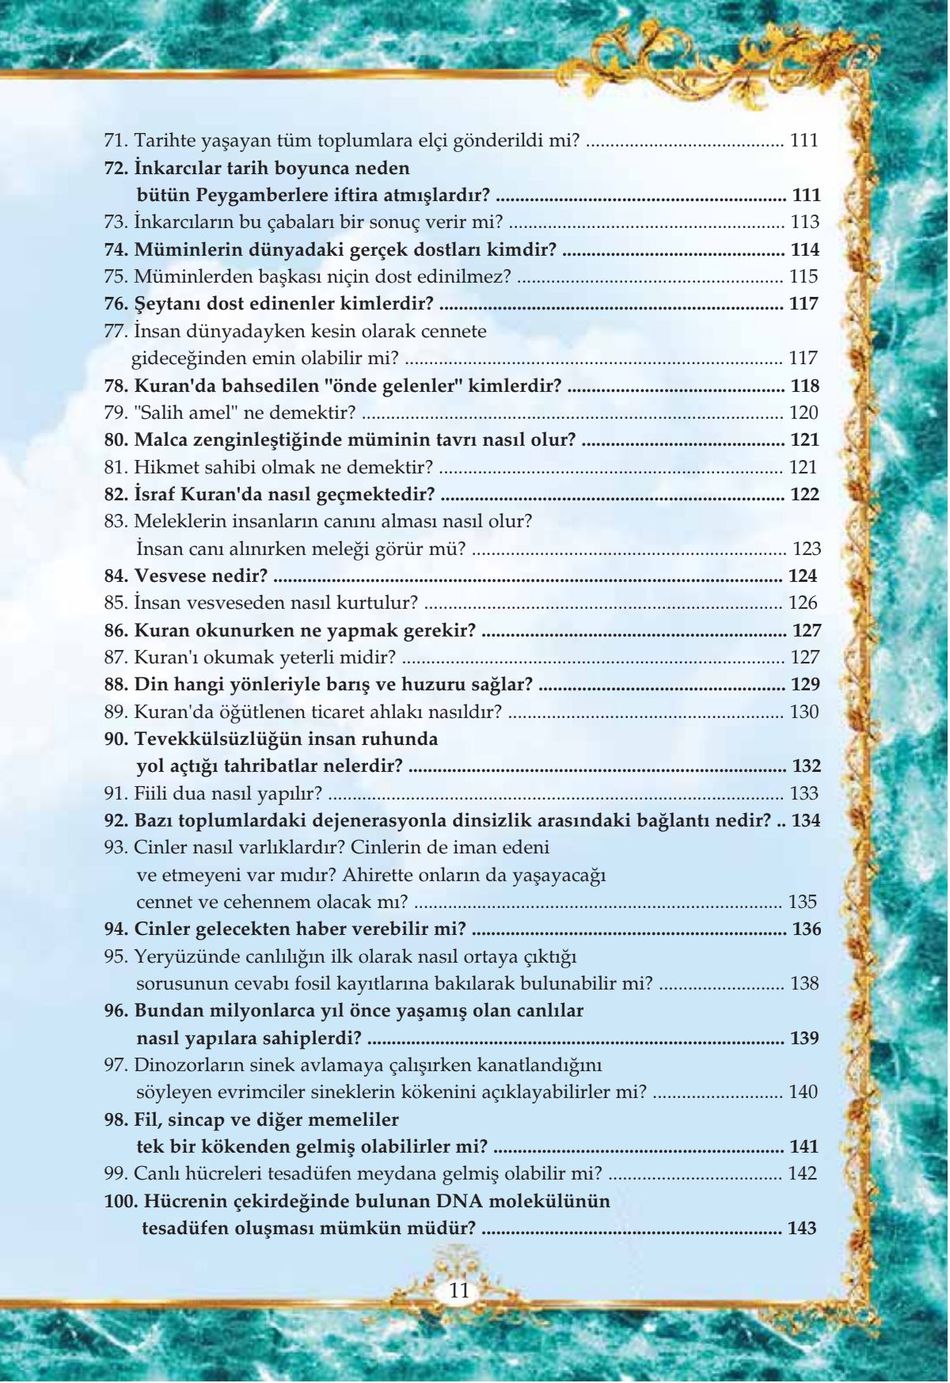 71. Tarihte yaşayan tüm toplumlara elçi gönderildi mi? ... 111
72. İnkarcılar tarih boyunca neden
bütün Peygamberlere iftira atmışlardır? ... 111
73. İnkarcıların bu çabaları bir sonuç verir mi? ... 113
74. Müminlerin dünyadaki gerçek dostları kimdir? ... 114
75. Müminlerden başkası niçin dost edinilmez? ... 115
76. Şeytanı dost edinenler kimlerdir? ... 117
77. İnsan dünyadayken kesin olarak cennete
gideceğinden emin olabilir mi? ... 117
78. Kuran'da bahsedilen "önde gelenler" kimlerdir? ... 118
79. "Salih amel" ne demektir? ... 120
80. Malca zenginleştiğinde müminin tavrı nasıl olur? ... 121
81. Hikmet sahibi olmak ne demektir? ... 121
82. İsraf Kuran'da nasıl geçmektedir? ... 122
83. Meleklerin insanların canını alması nasıl olur?
İnsan canı alınırken meleği görür mü? ... 123
84. Vesvese nedir? ... 124
85. İnsan vesveseden nasıl kurtulur? ... 126
86. Kuran okunurken ne yapmak gerekir? ... 127
87. Kuran'ı okumak yeterli midir? ... 127
88. Din hangi yönleriyle barış ve huzuru sağlar? ... 129
89. Kuran'da öğütlenen ticaret ahlakı nasıldır? ... 130
90. Tevekkülsüzlüğün insan ruhunda
yol açtığı tahribatlar nelerdir? ... 132
91. Fiili dua nasıl yapılır? ... 133
92. Bazı toplumlardaki dejenerasyonla dinsizlik arasındaki bağlantı nedir? .. 134
93. Cinler nasıl varlıklardır? Cinlerin de iman edeni
ve etmeyeni var mıdır? Ahirette onların da yaşayacağı
cennet ve cehennem olacak mı? ... 135
94. Cinler gelecekten haber verebilir mi? ... 136
95. Yeryüzünde canlılığın ilk olarak nasıl ortaya çıktığı
sorusunun cevabı fosil kayıtlarına bakılarak bulunabilir mi? ... 138
96. Bundan milyonlarca yıl önce yaşamış olan canlılar
nasıl yapılara sahiplerdi? ... 139
97. Dinozorların sinek avlamaya çalışırken kanatlandığını
söyleyen evrimciler sineklerin kökenini açıklayabilirler mi? ... 140
98. Fil, sincap ve diğer memeliler
tek bir kökenden gelmiş olabilirler mi? ... 141
99. Canlı hücreleri tesadüfen meydana gelmiş olabilir mi? ... 142
100. Hücrenin çekirdeğinde bulunan DNA molekülünün
tesadüfen oluşması mümkün müdür? ... 143
11